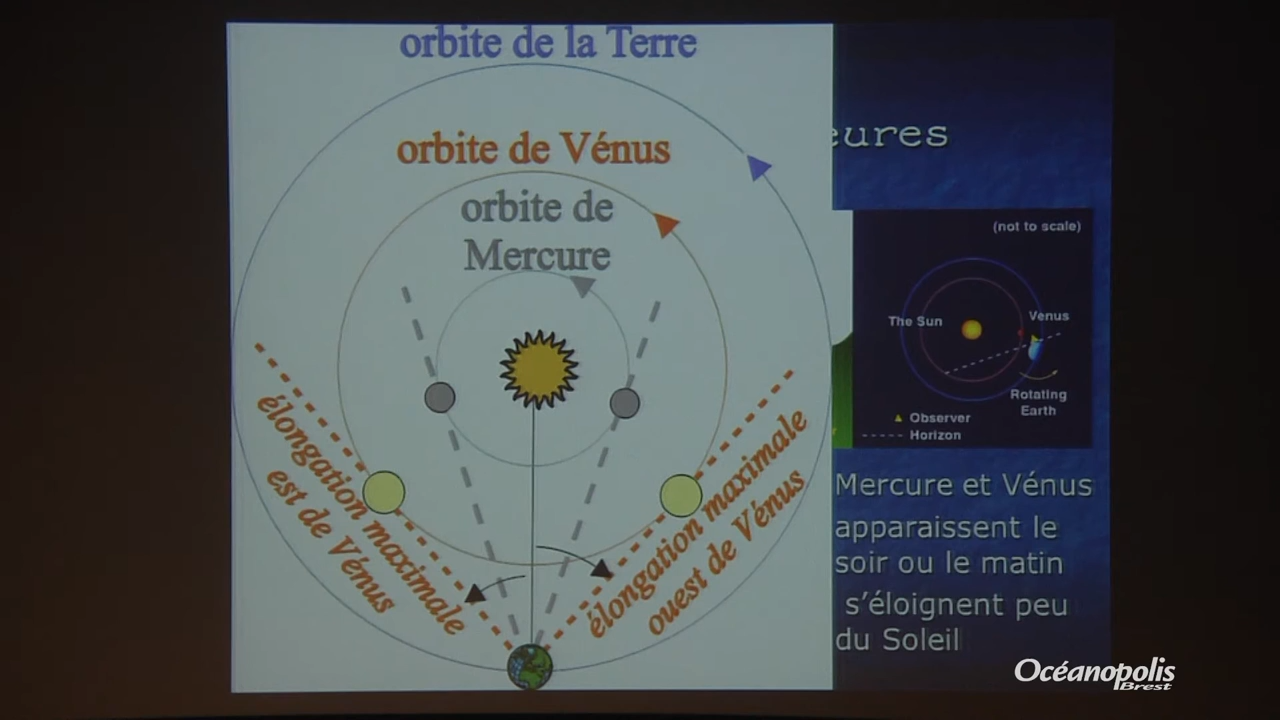 orbite de la Terre
orbite de Vénus
orbite de
Mercure
élongation maximale
est de Vénus
élongation maximale
ouest de Vénus
eures
(not to scale)
The Sun
Venus
Rotating
Earth
Observer
Horizon
Mercure et Vénus
apparaissent le
soir ou le matin
s'éloignent peu
du Soleil
Océanopolis
Brest